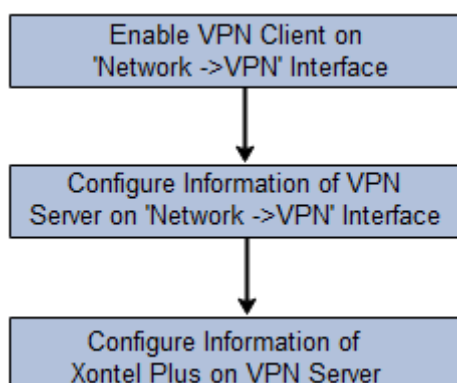 Enable VPN Client on
'Network ->VPN' Interface
Configure Information of VPN
Server on 'Network ->VPN' Interface
Configure Information of
Xontel Plus on VPN Server